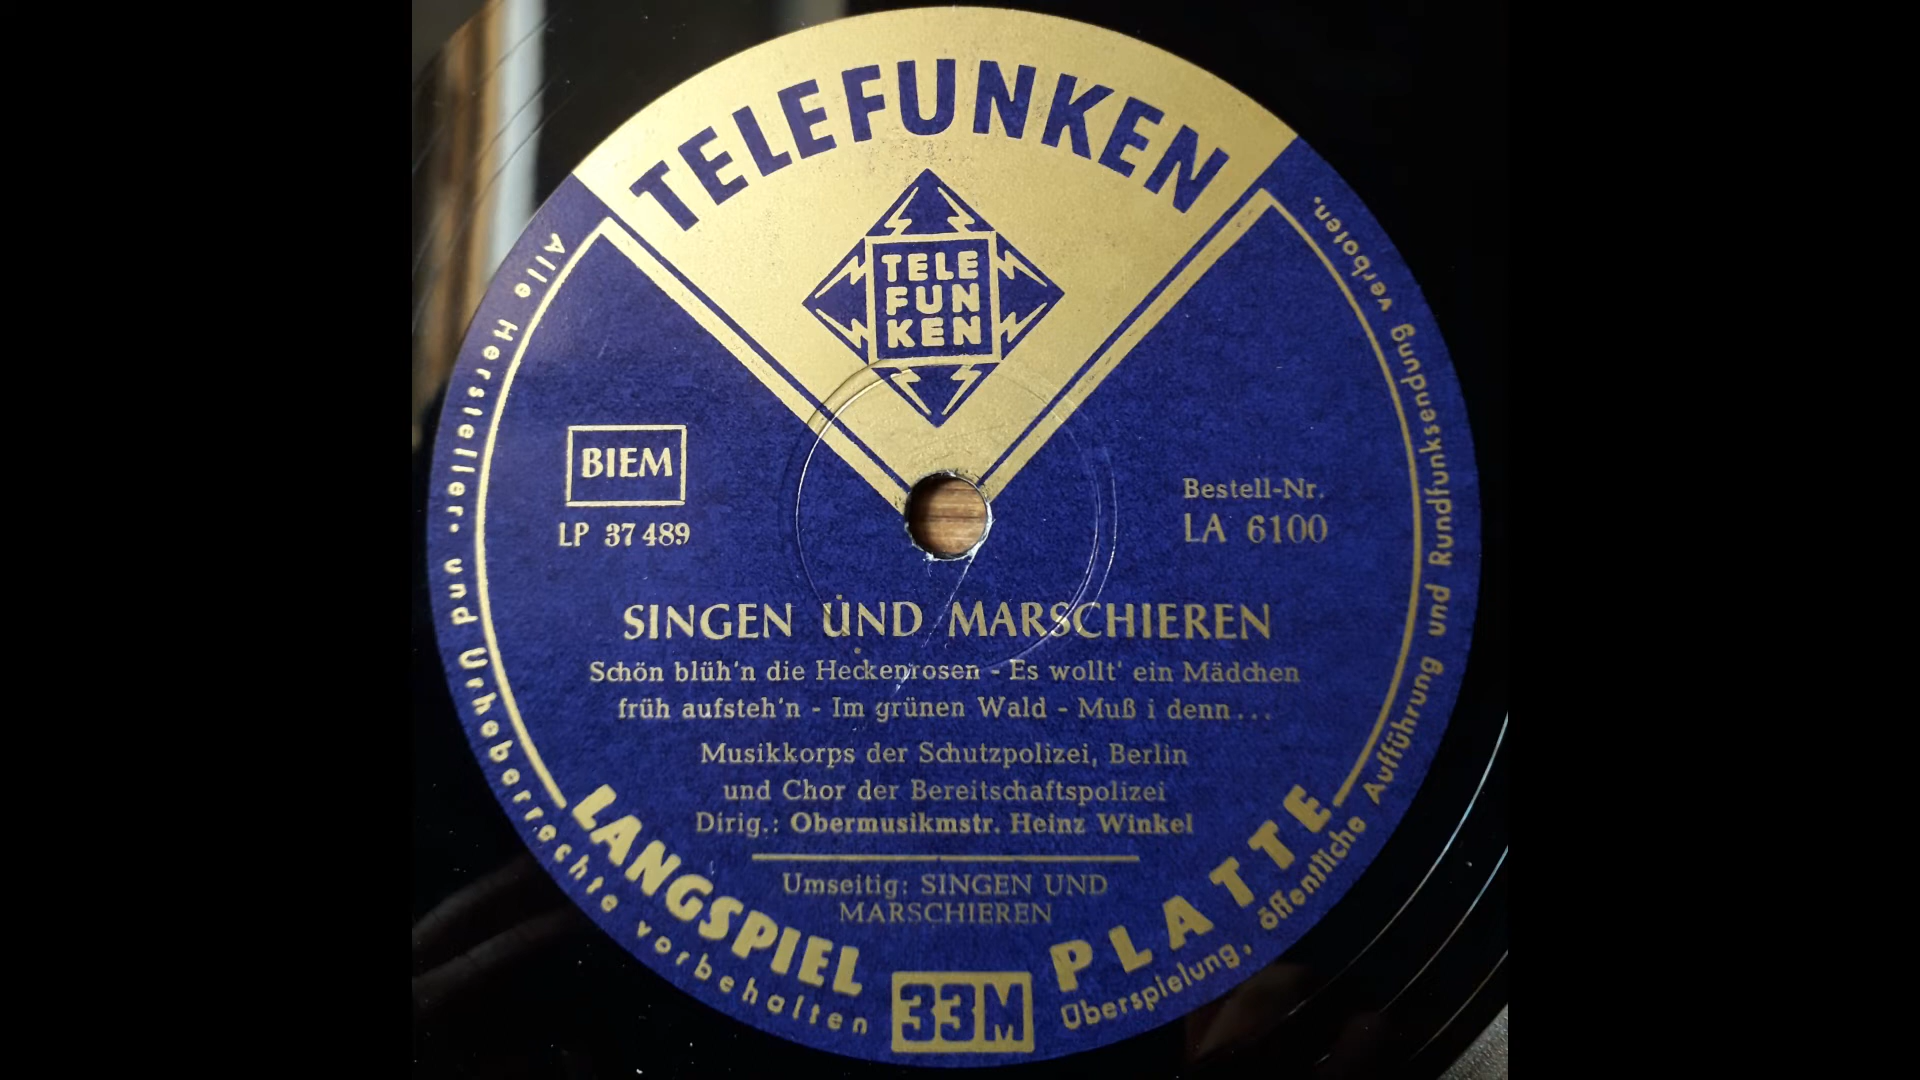 TELEFUNKEN
TELE
FUN
KEN
BIEM
LP 37 489
Bestell-Nr.
LA 6100
SINGEN UND MARSCHIEREN
Schön blüh'n die Heckenrosen - Es wollt' ein Mädchen
früh aufsteh'n - Im grünen Wald - Muß i denn...
Musikkorps der Schutzpolizei, Berlin
und Chor der Bereitschaftspolizei
Dirig.: Obermusikmstr. Heinz Winkel
Umseitig: SINGEN UND
MARSCHIEREN
LANGSPIEL PLATTE
33M
Alle Hersteller- und Urheberrechte vorbehalten
Überspielung, öffentliche Aufführung und Rundfunksendung verboten.